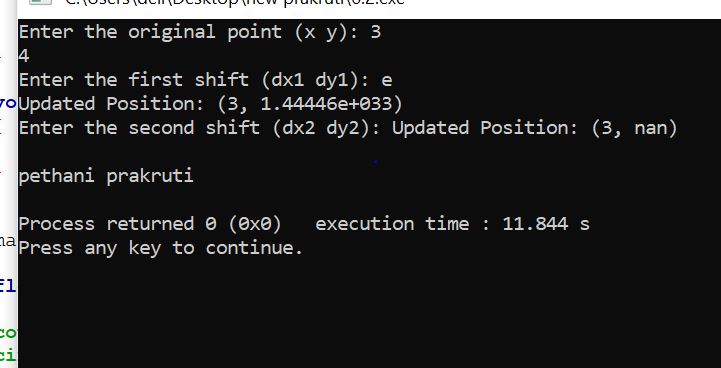 C:\Users\dell\Desktop\new prakruti\6.2.exe
Enter the original point (x y): 3
4
Enter the first shift (dx1 dy1): e
Updated Position: (3, 1.44446e+033)
Enter the second shift (dx2 dy2): Updated Position: (3, nan)
pethani prakruti
Process returned 0 (0x0)   execution time : 11.844 s
Press any key to continue.